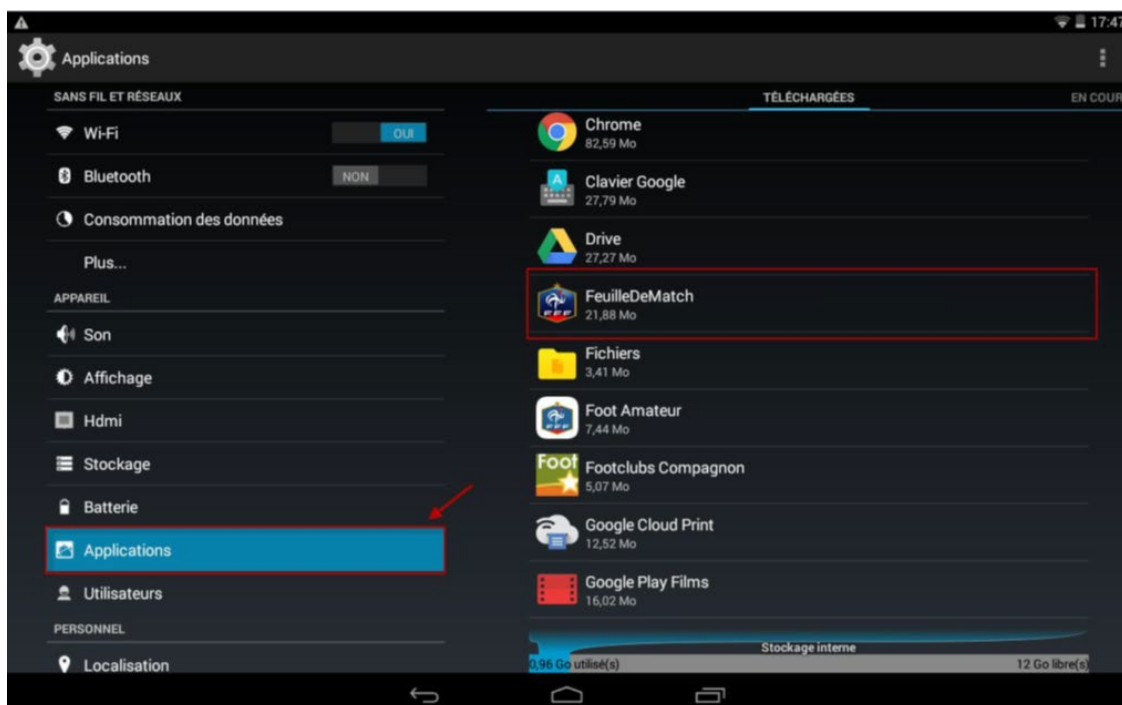 17:47
Applications
SANS FIL ET RÉSEAUX
Wi-Fi
OUI
Bluetooth
NON
Consommation des données
Plus...
APPAREIL
Son
Affichage
Hdmi
Stockage
Batterie
Applications
Utilisateurs
PERSONNEL
Localisation
TÉLÉCHARGÉES
EN COUR
Chrome
82,59 Mo
Clavier Google
27,79 Mo
Drive
27,27 Mo
FeuilleDeMatch
21,88 Mo
Fichiers
3,41 Mo
Foot Amateur
7,44 Mo
Foot
Footclubs Compagnon
5,07 Mo
Google Cloud Print
12,52 Mo
Google Play Films
16,02 Mo
Stockage interne
0,96 Go utilisé(s)
12 Go libre(s)